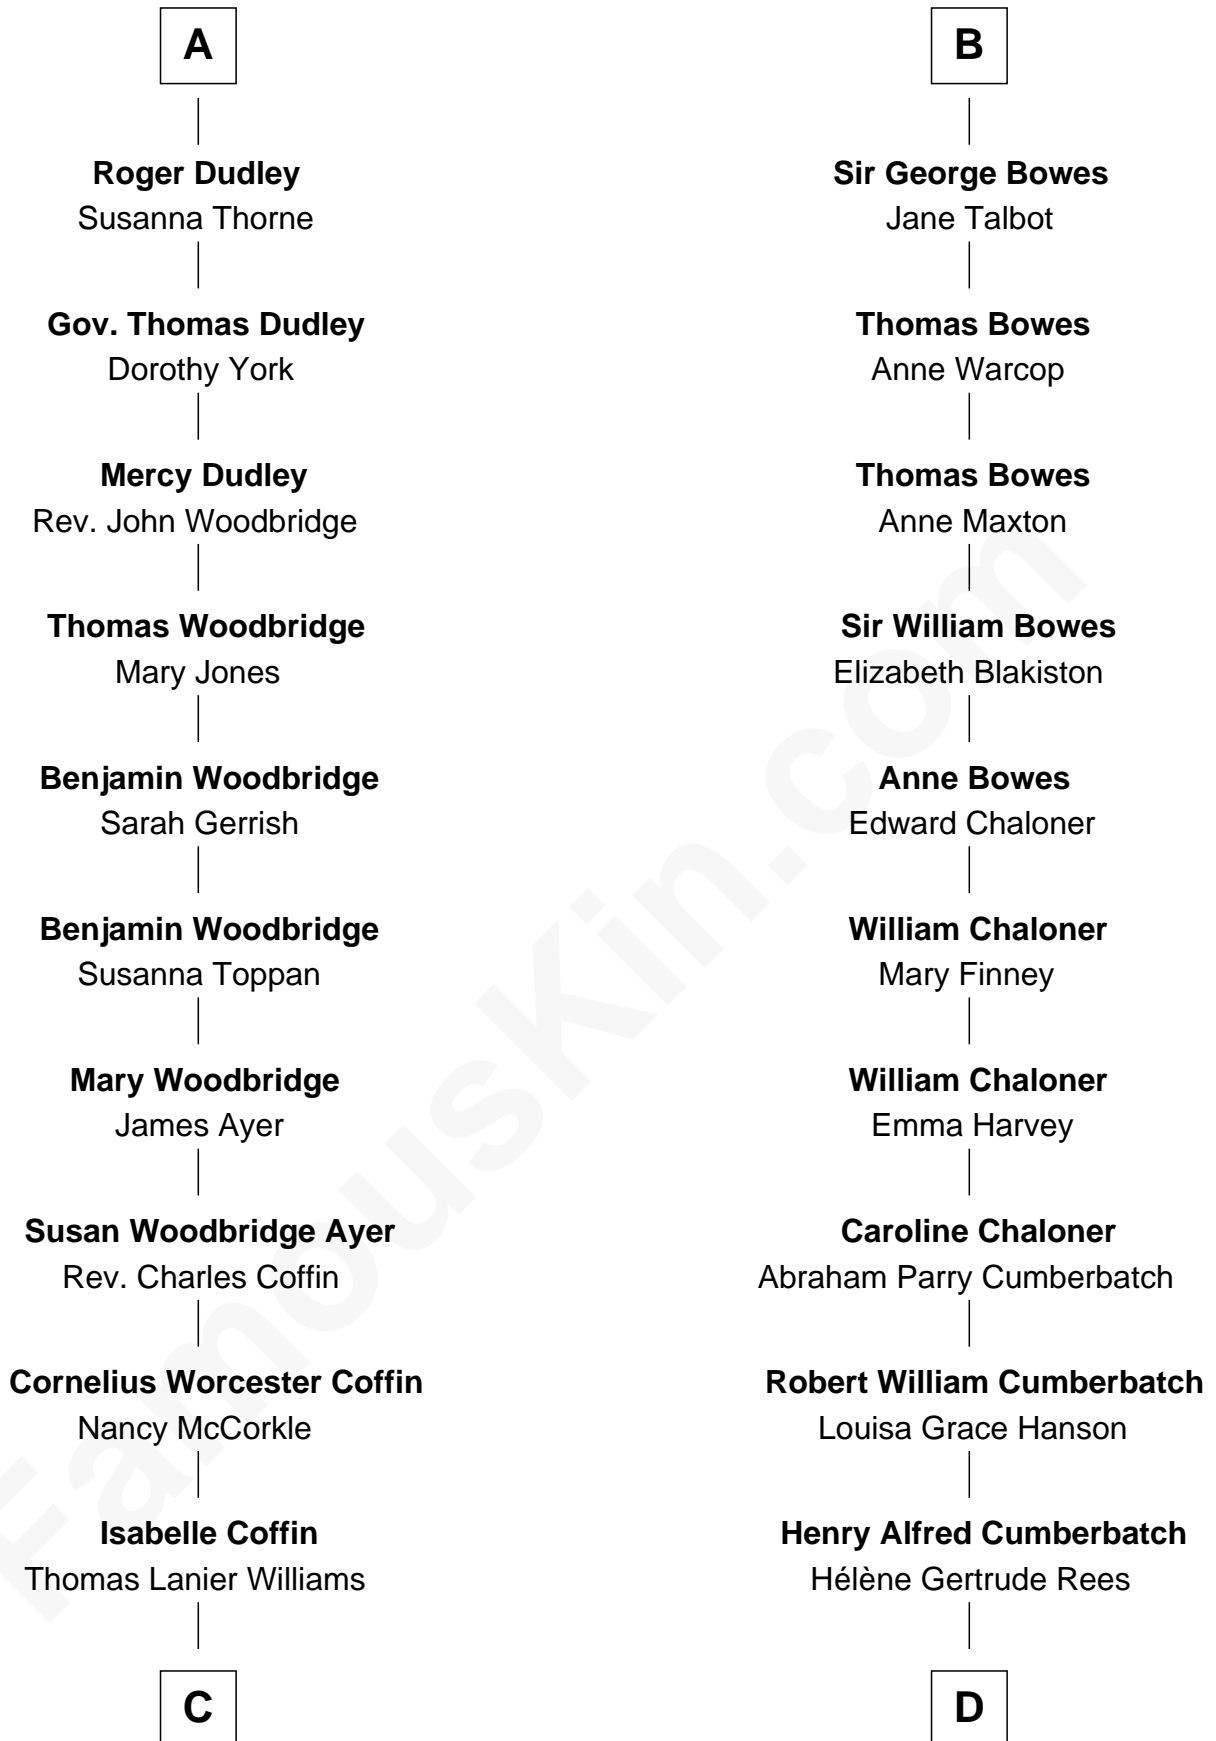 A
Roger Dudley
Susanna Thorne
Gov. Thomas Dudley
Dorothy York
Mercy Dudley
Rev. John Woodbridge
Thomas Woodbridge
Mary Jones
Benjamin Woodbridge
Sarah Gerrish
Benjamin Woodbridge
Susanna Toppan
Mary Woodbridge
James Ayer
Susan Woodbridge Ayer
Rev. Charles Coffin
Cornelius Worcester Coffin
Nancy McCorkle
Isabelle Coffin
Thomas Lanier Williams
C
B
Sir George Bowes
Jane Talbot
Thomas Bowes
Anne Warcop
Thomas Bowes
Anne Maxton
Sir William Bowes
Elizabeth Blakiston
Anne Bowes
Edward Chaloner
William Chaloner
Mary Finney
William Chaloner
Emma Harvey
Caroline Chaloner
Abraham Parry Cumberbatch
Robert William Cumberbatch
Louisa Grace Hanson
Henry Alfred Cumberbatch
Hélène Gertrude Rees
D
FamousKin.com